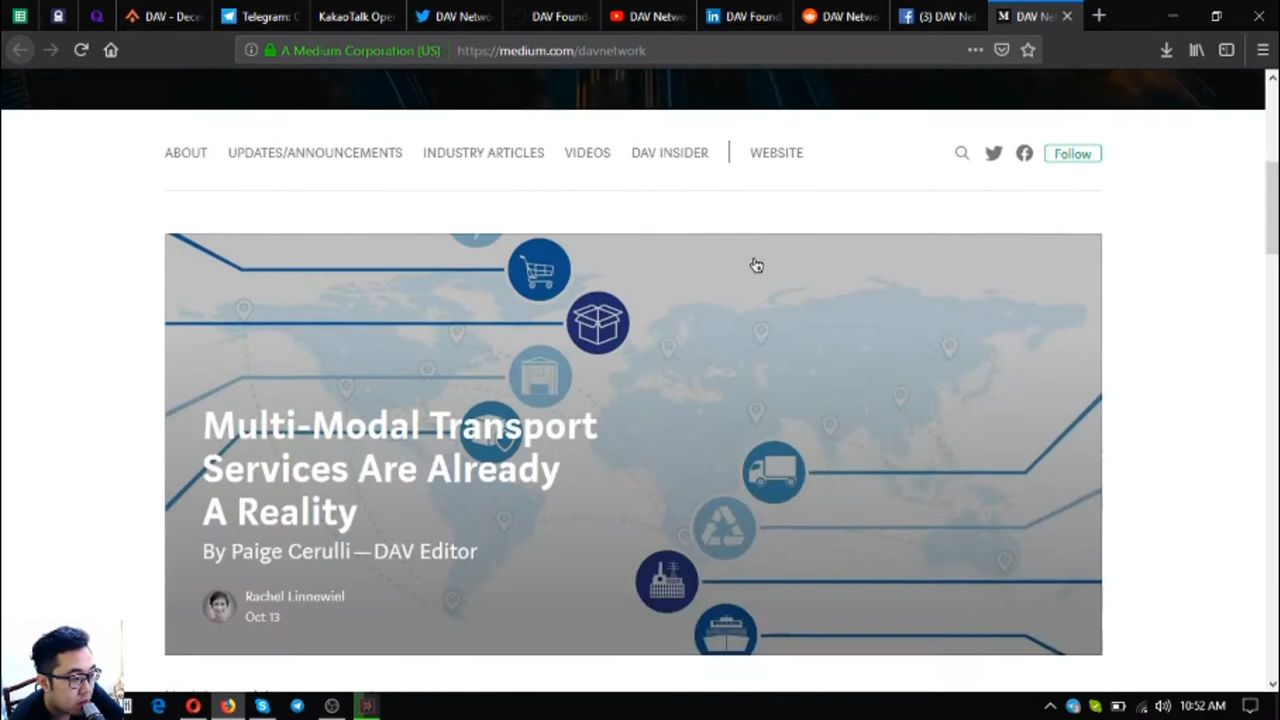 DAV - Dece
Telegram: C
KakaoTalk Ope
DAV Netwo
DAV Found
DAV Netwo
DAV Found
DAV Netwo
(3) DAV Net
DAV Ne
A Medium Corporation (US)
https://medium.com/davnetwork
ABOUT UPDATES/ANNOUNCEMENTS INDUSTRY ARTICLES VIDEOS DAV INSIDER WEBSITE
Follow
Multi-Modal Transport
Services Are Already
A Reality
By Paige Cerulli—DAV Editor
Rachel Linnewiel
Oct 13
10:52 AM